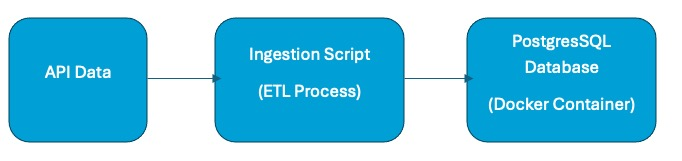 API Data
Ingestion Script
(ETL Process)
PostgresSQL
Database
(Docker Container)